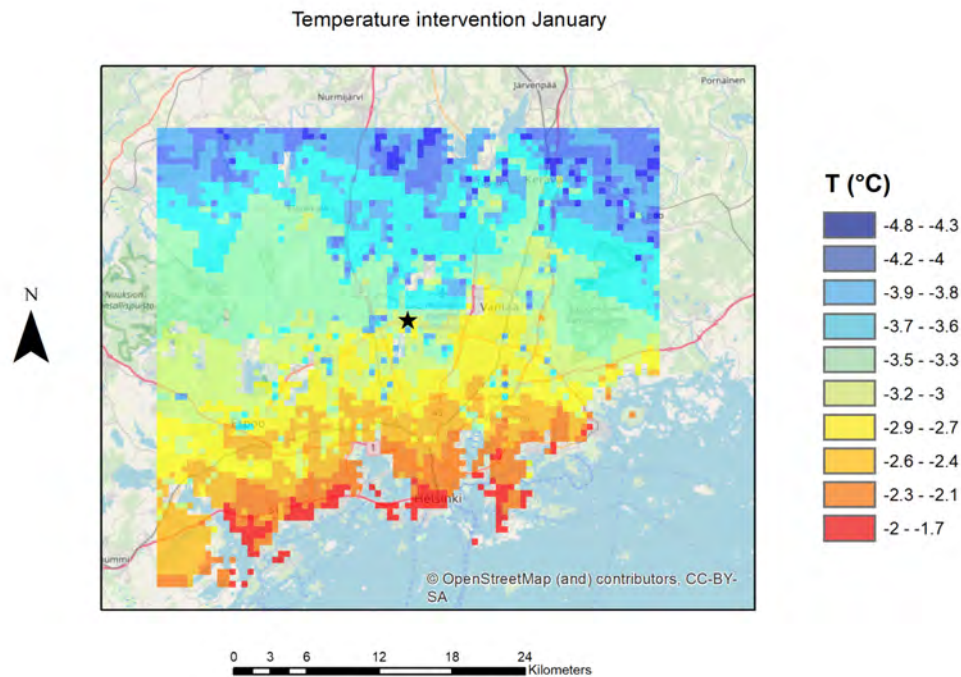 Temperature intervention January
Nurmijärvi
Järvenpää
Pornainen
Nuuksion
Vantaa
Espoo
1
Helsinki
© OpenStreetMap (and) contributors, CC-BY-
SA
N
T (°C)
-4.8 - -4.3
-4.2 - -4
-3.9 - -3.8
-3.7 - -3.6
-3.5 - -3.3
-3.2 - -3
-2.9 - -2.7
-2.6 - -2.4
-2.3 - -2.1
-2 - -1.7
0 3 6 12 18 24
Kilometers